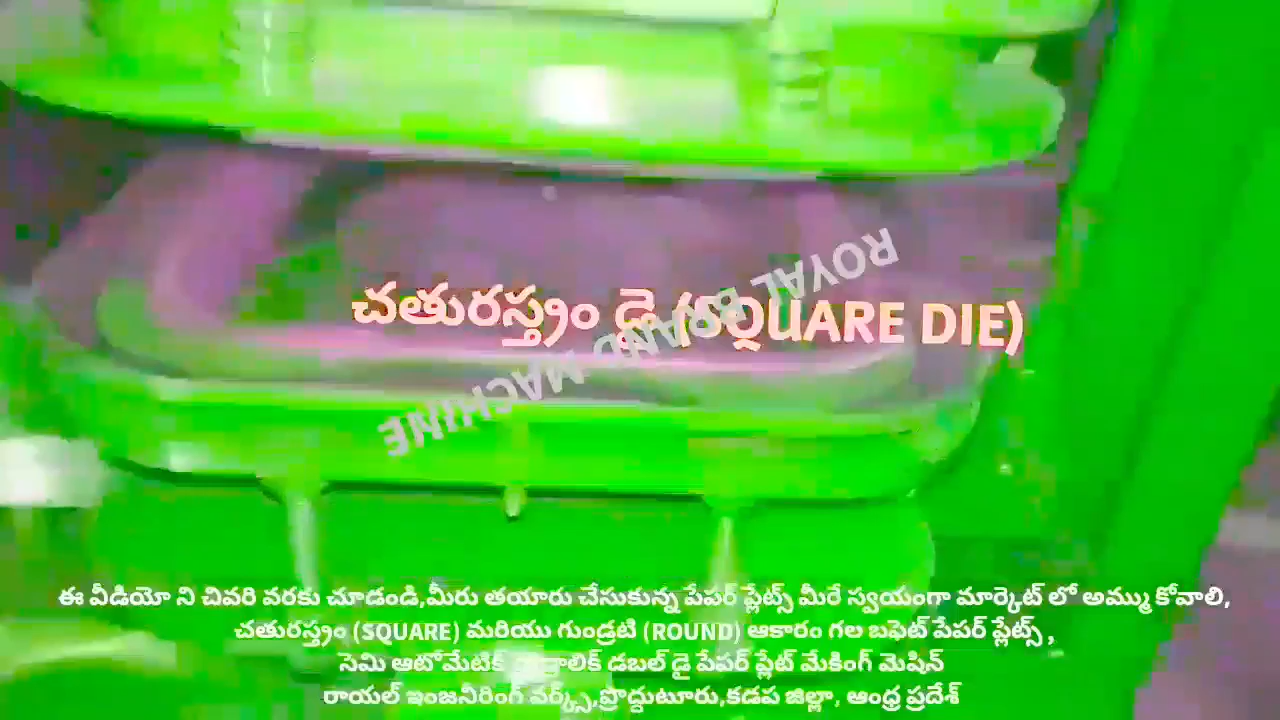 చతురస్త్రం డై (SQUARE DIE)
ROYAL BRAND MACHINE
ఈ వీడియో ని చివరి వరకు చూడండి,మీరు తయారు చేసుకున్న పేపర్ ప్లేట్స్ మీరే స్వయంగా మార్కెట్ లో అమ్ము కోవాలి,
చతురస్త్రం (SQUARE) మరియు గుండ్రటి (ROUND) ఆకారం గల బఫెట్ పేపర్ ప్లేట్స్ ,
సెమి ఆటోమేటిక్ డబల్ డై పేపర్ ప్లేట్ మేకింగ్ మెషిన్
రాయల్ ఇంజనీరింగ్ వర్క్స్,ప్రొద్దుటూరు,కడప జిల్లా, ఆంధ్ర ప్రదేశ్